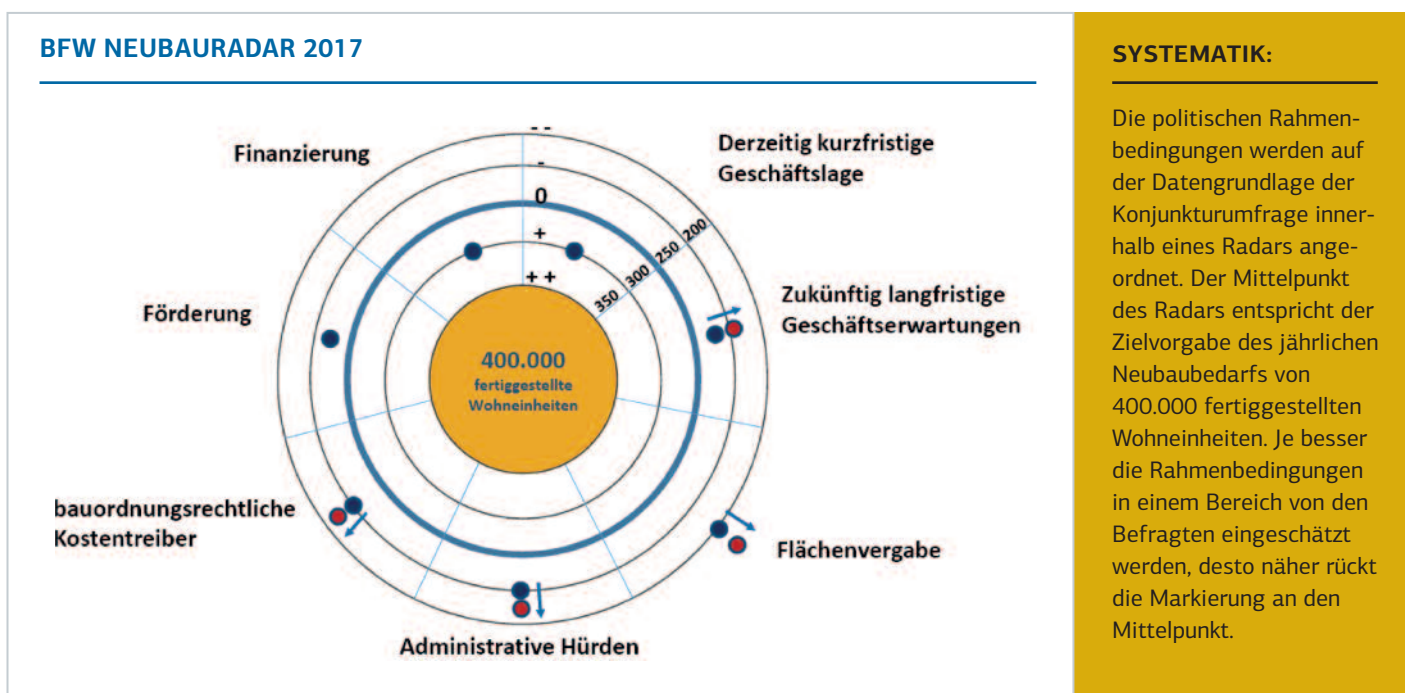 BFW NEUBAURADAR 2017
Finanzierung
Derzeitig kurzfristige
Geschäftslage
- -
-
0
+
+ +
200
250
300
350
Förderung
Zukünftig langfristige
Geschäftserwartungen
400.000
fertiggestellte
Wohneinheiten
bauordnungsrechtliche
Kostentreiber
Flächenvergabe
Administrative Hürden
SYSTEMATIK:
Die politischen Rahmen-
bedingungen werden auf
der Datengrundlage der
Konjunkturumfrage inner-
halb eines Radars ange-
ordnet. Der Mittelpunkt
des Radars entspricht der
Zielvorgabe des jährlichen
Neubaubedarfs von
400.000 fertiggestellten
Wohneinheiten. Je besser
die Rahmenbedingungen
in einem Bereich von den
Befragten eingeschätzt
werden, desto näher rückt
die Markierung an den
Mittelpunkt.